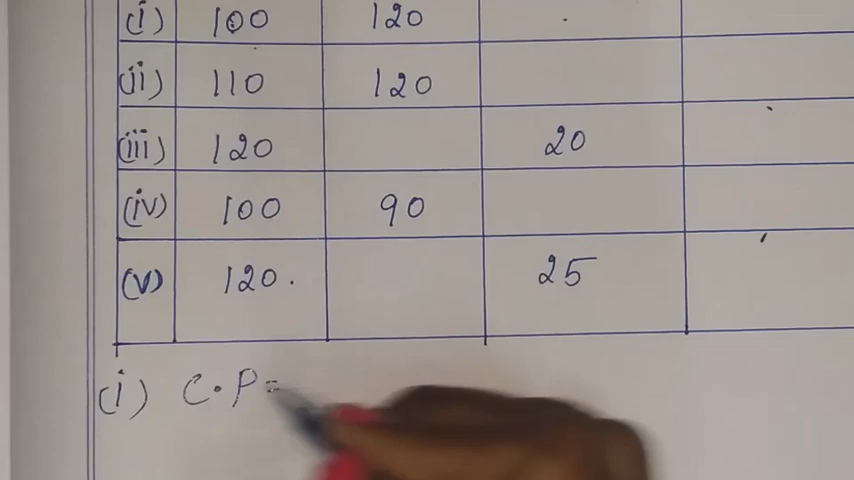 (i) 100 120
(ii) 110 120
(iii) 120 20
(iv) 100 90
(v) 120. 25
(i) C.P=